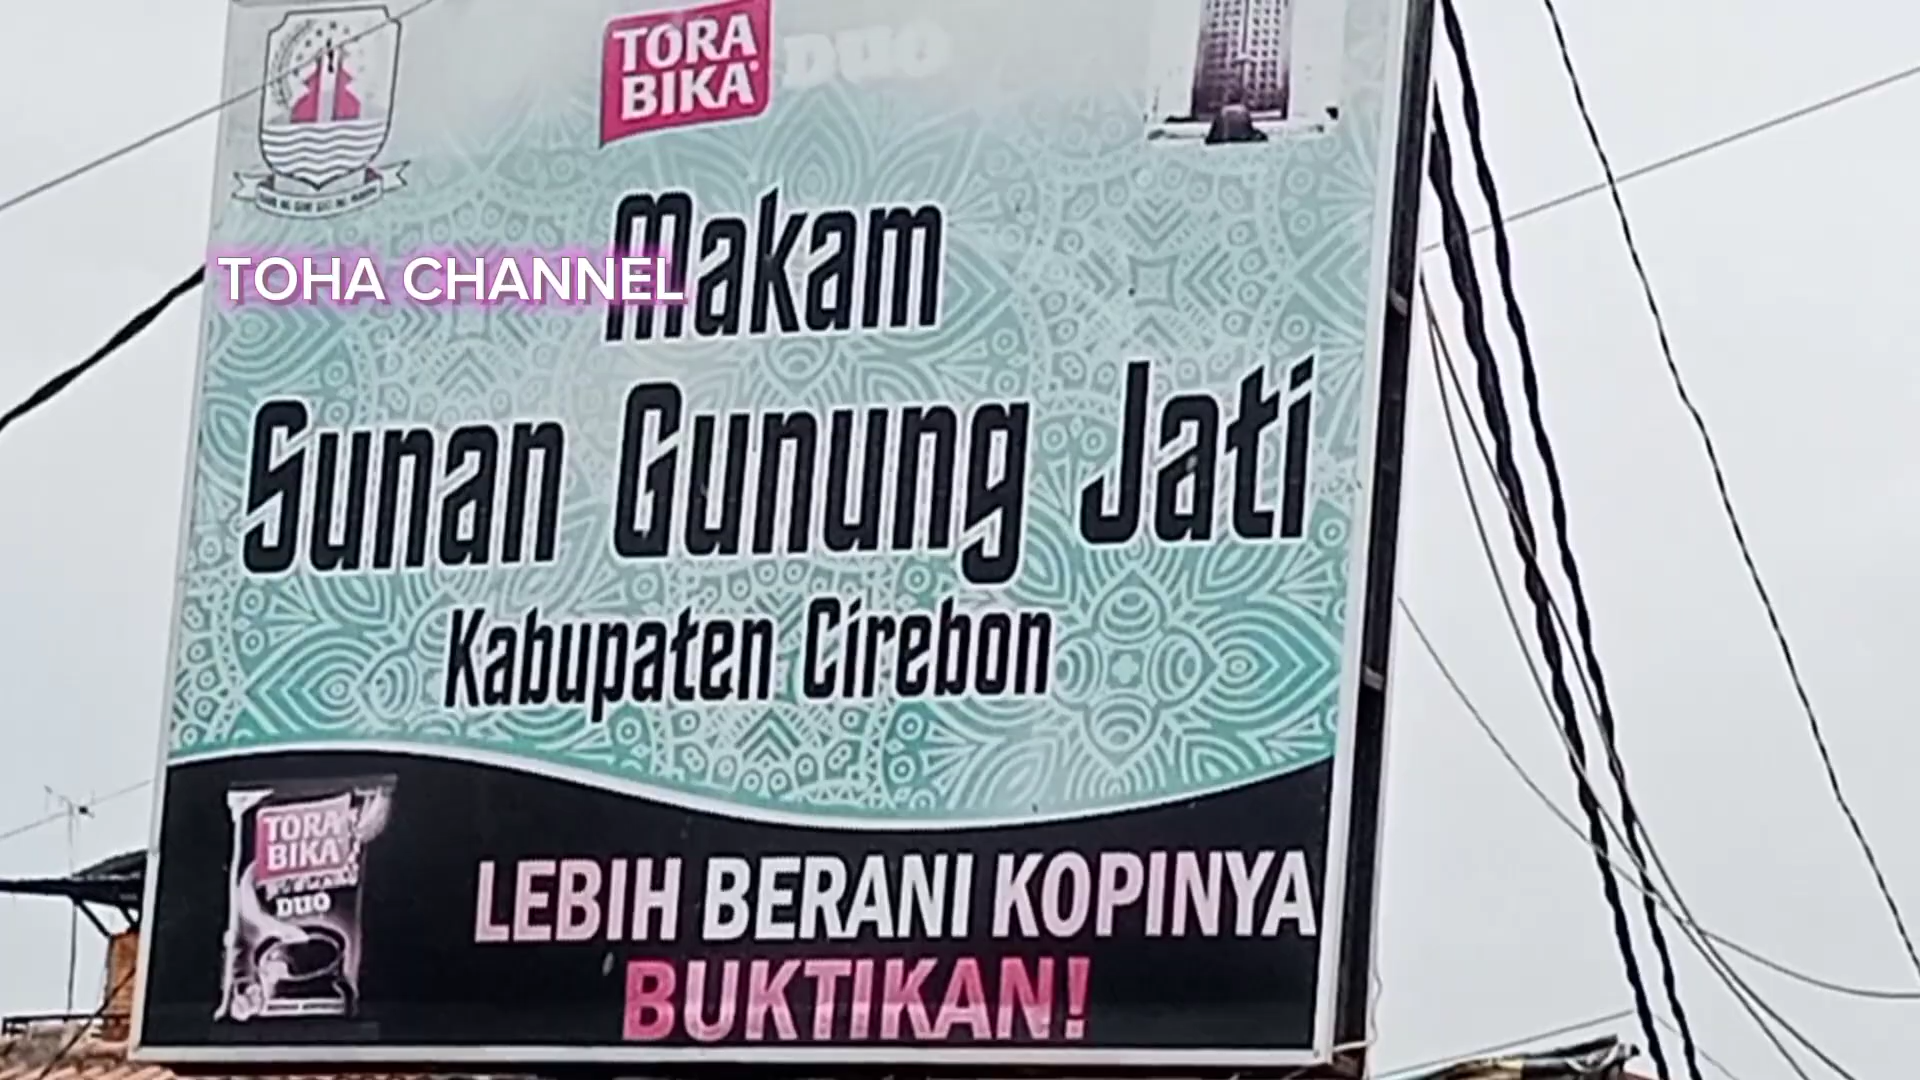 TORA
BIKA
DUO
Makam
TOHA CHANNEL
Sunan Gunung Jati
Kabupaten Cirebon
TORA
BIKA
DUO
LEBIH BERANI KOPINYA
BUKTIKAN!